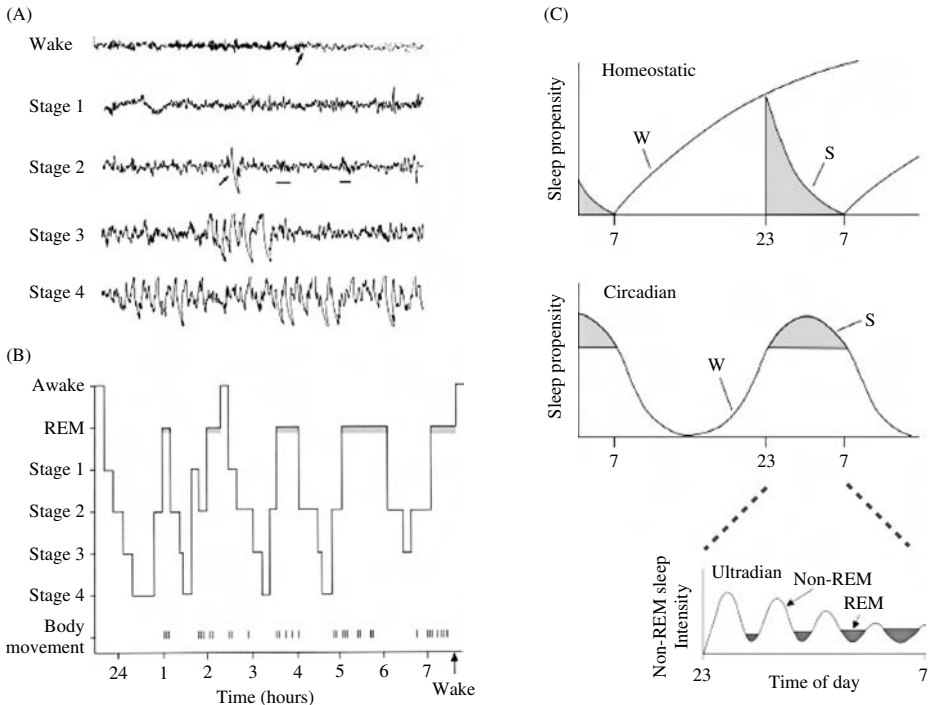 (A)
Wake
Stage 1
Stage 2
Stage 3
Stage 4
(B)
Awake
REM
Stage 1
Stage 2
Stage 3
Stage 4
Body
movement
24 1 2 3 4 5 6 7
Wake
Time (hours)
(C)
Homeostatic
Sleep propensity
W
S
7 23 7
Circadian
Sleep propensity
W
S
7 23 7
Ultradian
Non-REM
REM
Non-REM sleep
Intensity
23 7
Time of day